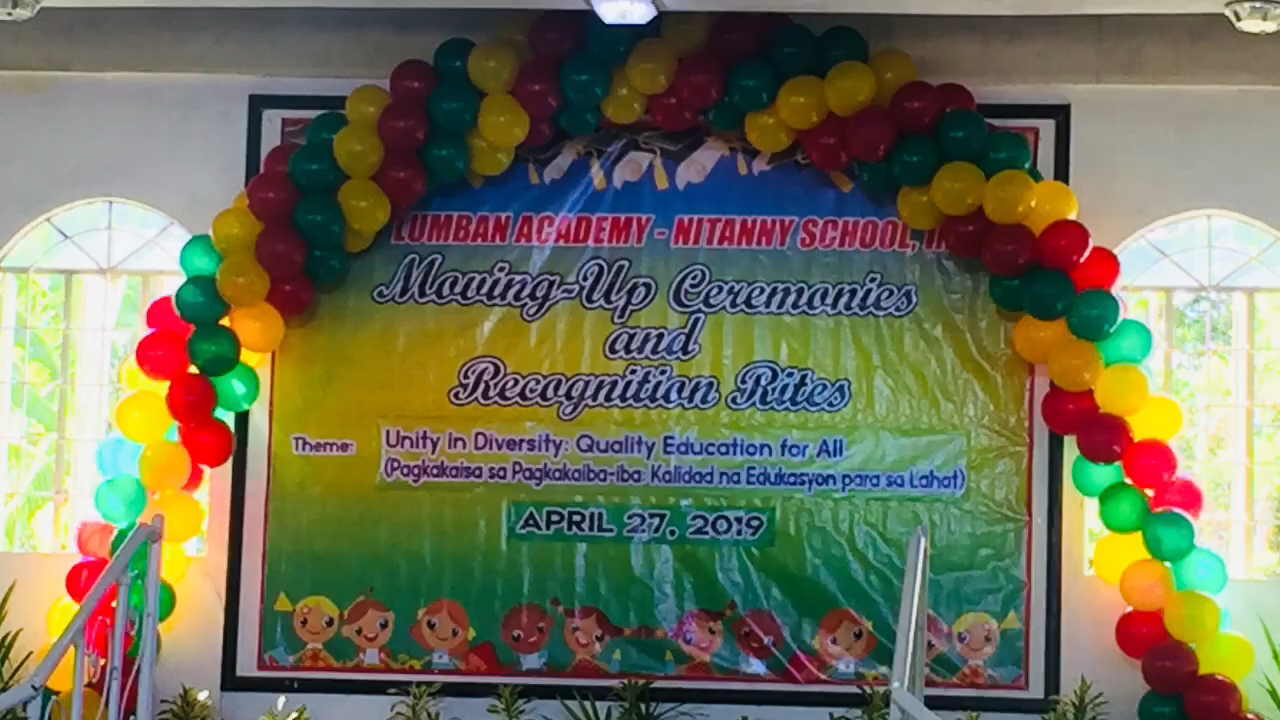 LUMBAN ACADEMY - NITANNY SCHOOL,
Moving-Up Ceremonies
and
Recognition Rites
Theme: Unity in Diversity: Quality Education for All
(Pagkakaisa sa Pagkakaiba-iba: Kalidad na Edukasyon para sa Lahat)
APRIL 27, 2019